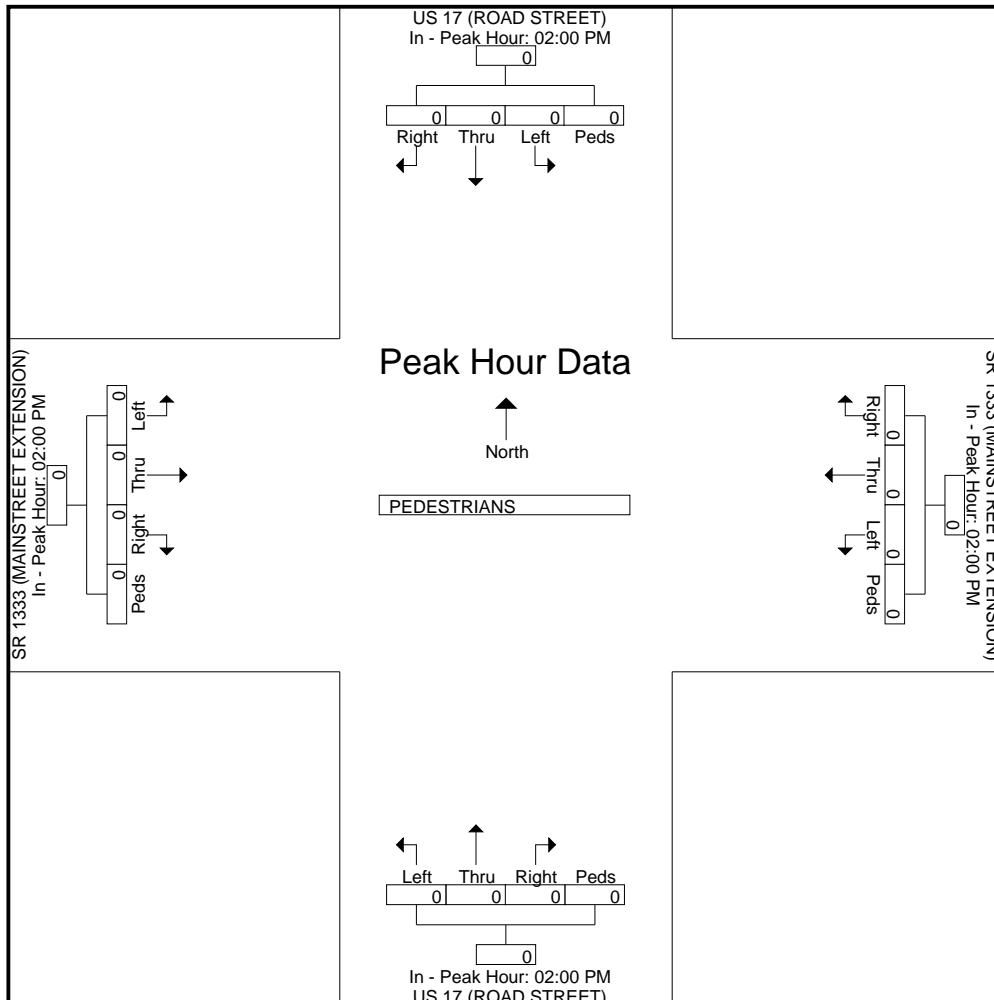 US 17 (ROAD STREET)
In - Peak Hour: 02:00 PM
0
0 0 0 0
Right Thru Left Peds
Peak Hour Data
North
PEDESTRIANS
SR 1333 (MAINSTREET EXTENSION)
In - Peak Hour: 02:00 PM
0
0 0 0 0
Left Thru Right Peds
SR 1333 (MAINSTREET EXTENSION)
In - Peak Hour: 02:00 PM
0
0 0 0 0
Right Thru Left Peds
Left Thru Right Peds
0 0 0 0
0
In - Peak Hour: 02:00 PM
US 17 (ROAD STREET)